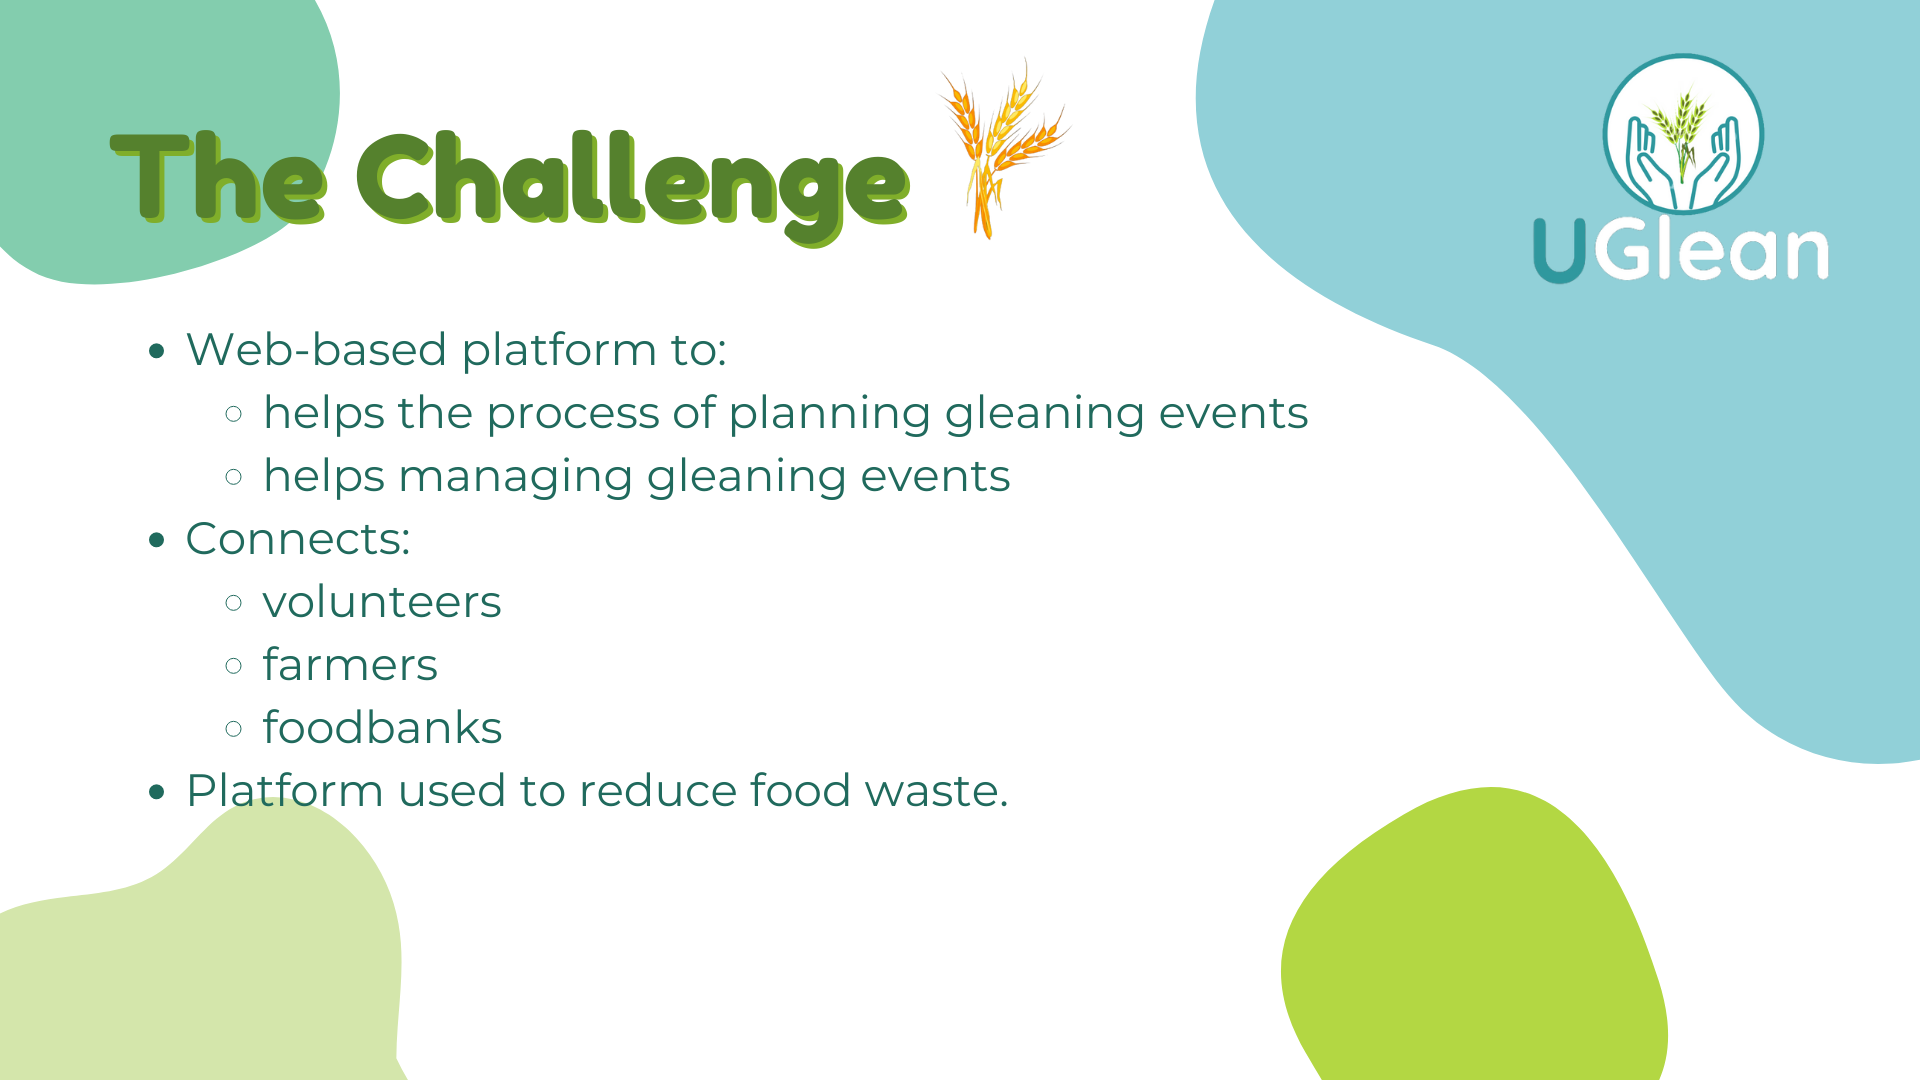 The Challenge
UGlean
• Web-based platform to:
○ helps the process of planning gleaning events
○ helps managing gleaning events
• Connects:
○ volunteers
○ farmers
○ foodbanks
• Platform used to reduce food waste.